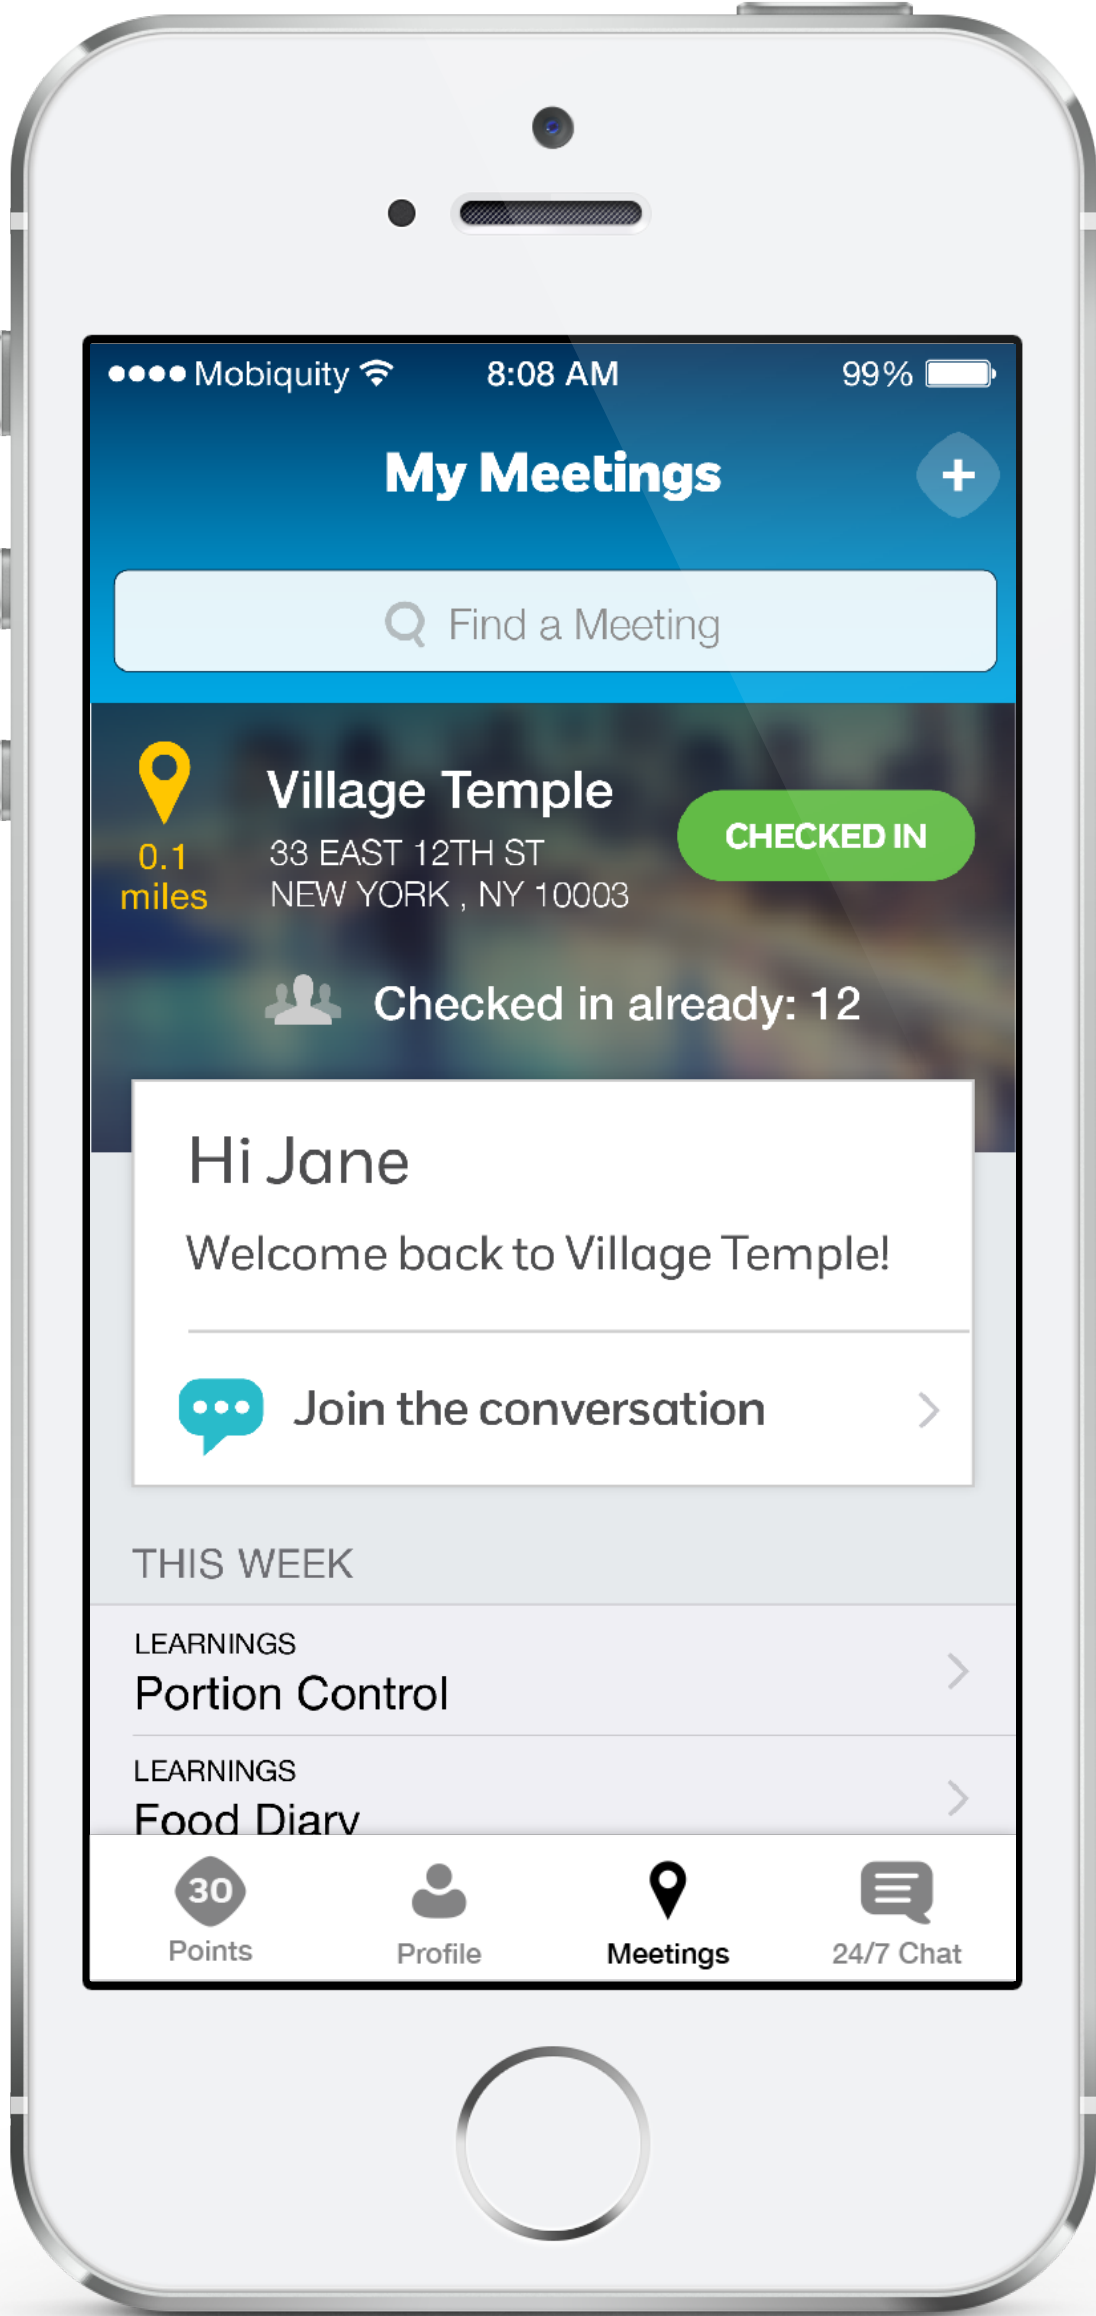 Mobiquity 8:08 AM 99%
My Meetings
+
Find a Meeting
Village Temple
0.1
miles
33 EAST 12TH ST
NEW YORK , NY 10003
CHECKED IN
Checked in already: 12
Hi Jane
Welcome back to Village Temple!
Join the conversation
THIS WEEK
LEARNINGS
Portion Control
LEARNINGS
Food Diary
30
Points Profile Meetings 24/7 Chat